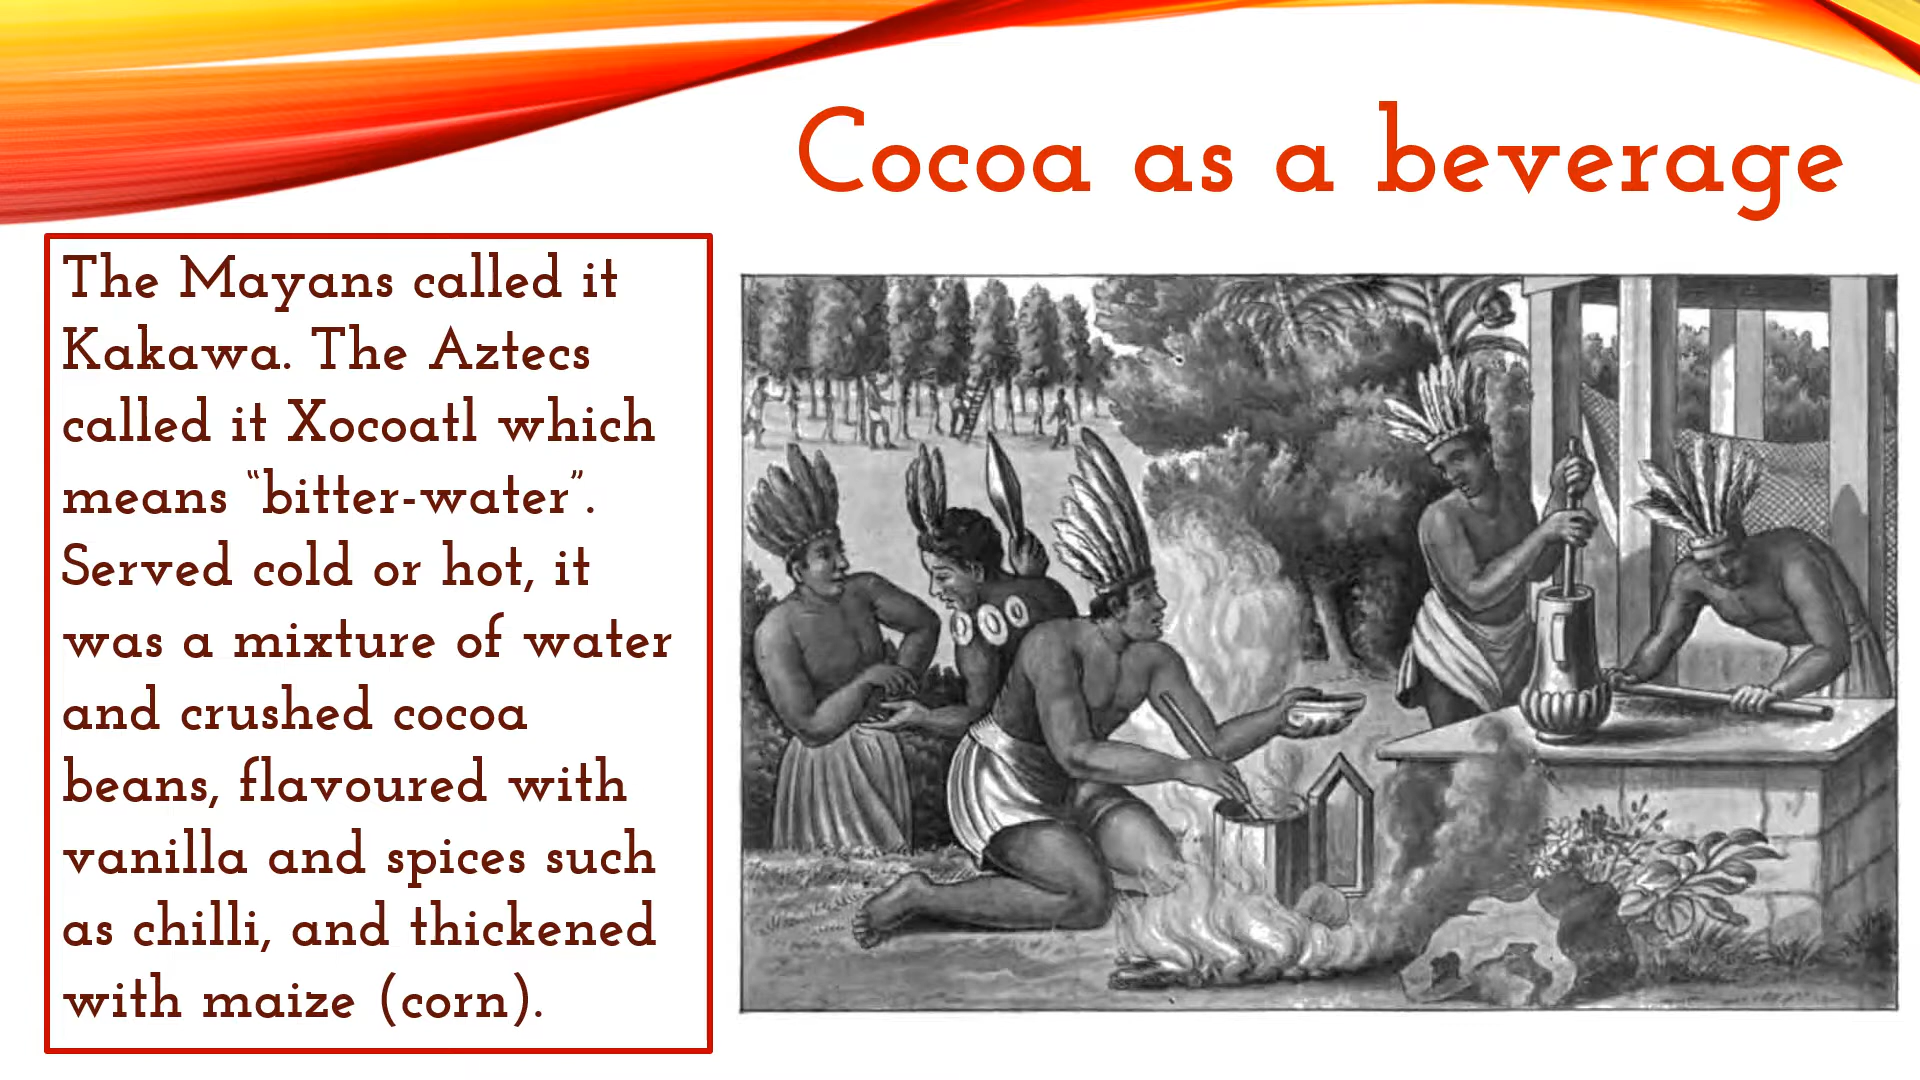 Cocoa as a beverage
The Mayans called it
Kakawa. The Aztecs
called it Xocoatl which
means “bitter-water”.
Served cold or hot, it
was a mixture of water
and crushed cocoa
beans, flavoured with
vanilla and spices such
as chilli, and thickened
with maize (corn).